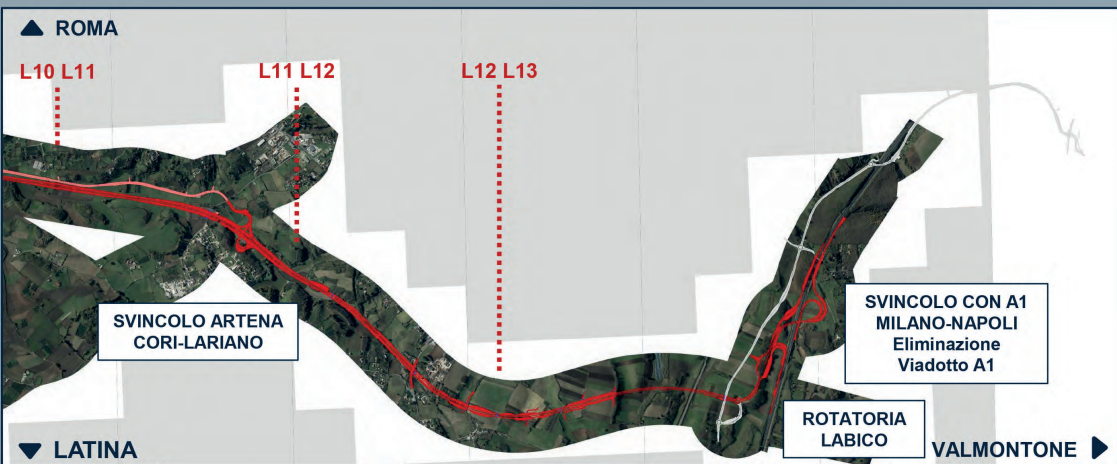 ▲ ROMA
L10 L11
L11 L12
L12 L13
SVINCOLO ARTENA
CORI-LARIANO
SVINCOLO CON A1
MILANO-NAPOLI
Eliminazione
Viadotto A1
ROTATORIA
LABICO
▼ LATINA
VALMONTONE ▶